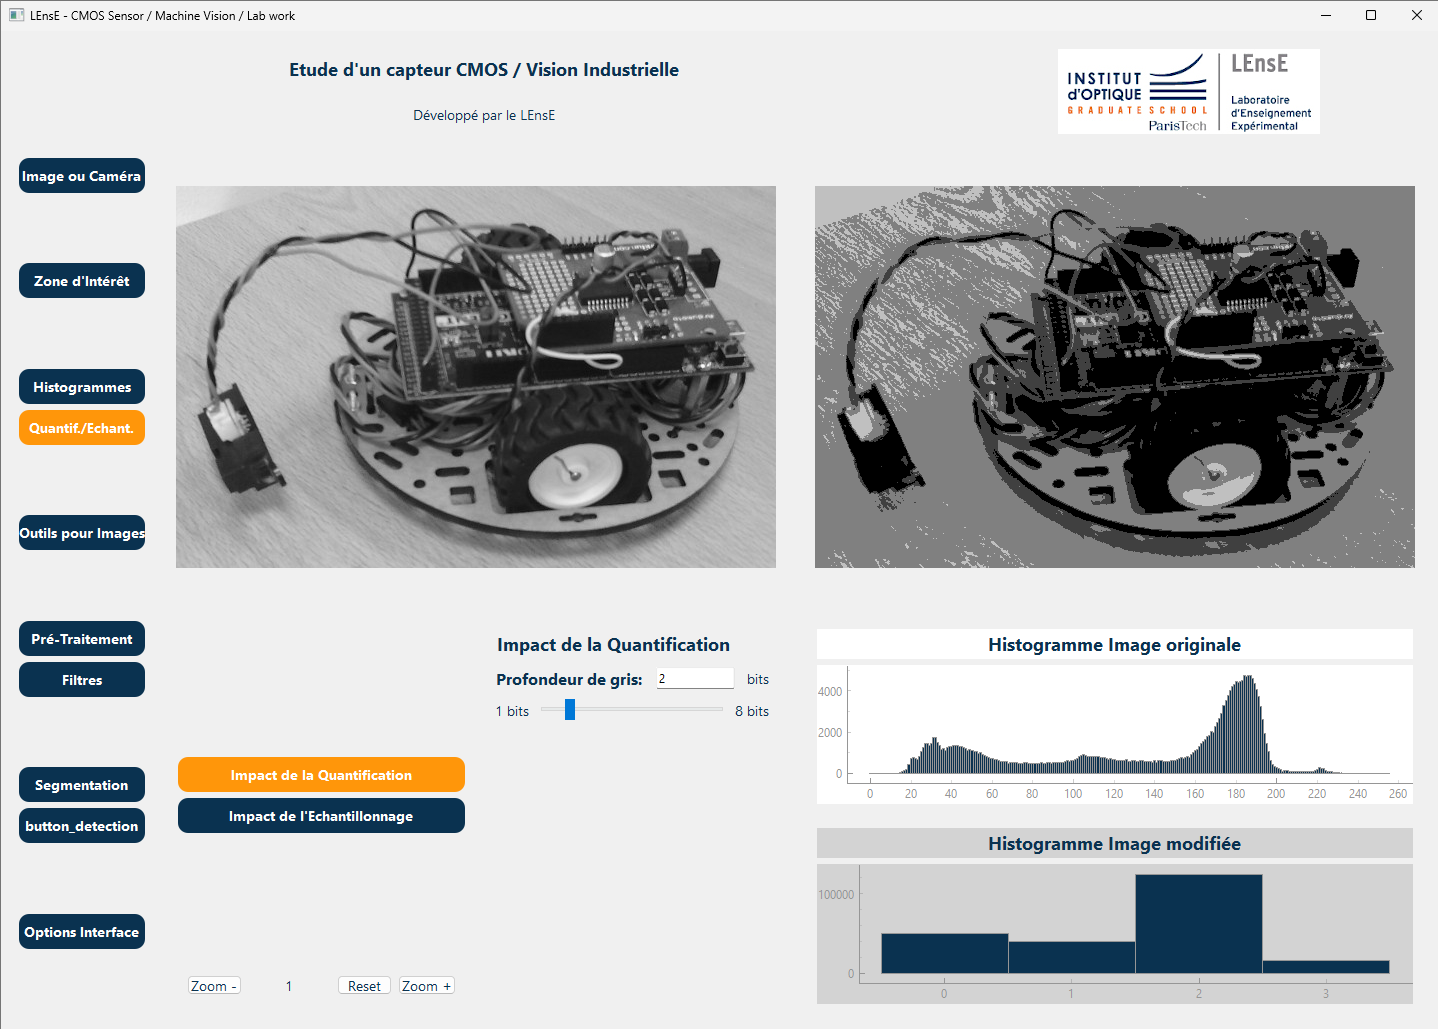 LEnsE - CMOS Sensor / Machine Vision / Lab work
Etude d'un capteur CMOS / Vision Industrielle
Développé par le LEnsE
INSTITUT
d'OPTIQUE
GRADUATE SCHOOL
ParisTech
LEnsE
Laboratoire
d'Enseignement
Expérimental
Image ou Caméra
Zone d'Intérêt
Histogrammes
Quantif./Echant.
Outils pour Images
Pré-Traitement
Filtres
Segmentation
button_detection
Options Interface
Impact de la Quantification
Impact de l'Echantillonnage
Zoom - 1 Reset Zoom +
Impact de la Quantification
Profondeur de gris: 2 bits
1 bits 8 bits
Histogramme Image originale
4000
2000
0
0 20 40 60 80 100 120 140 160 180 200 220 240 260
Histogramme Image modifiée
100000
0
0 1 2 3